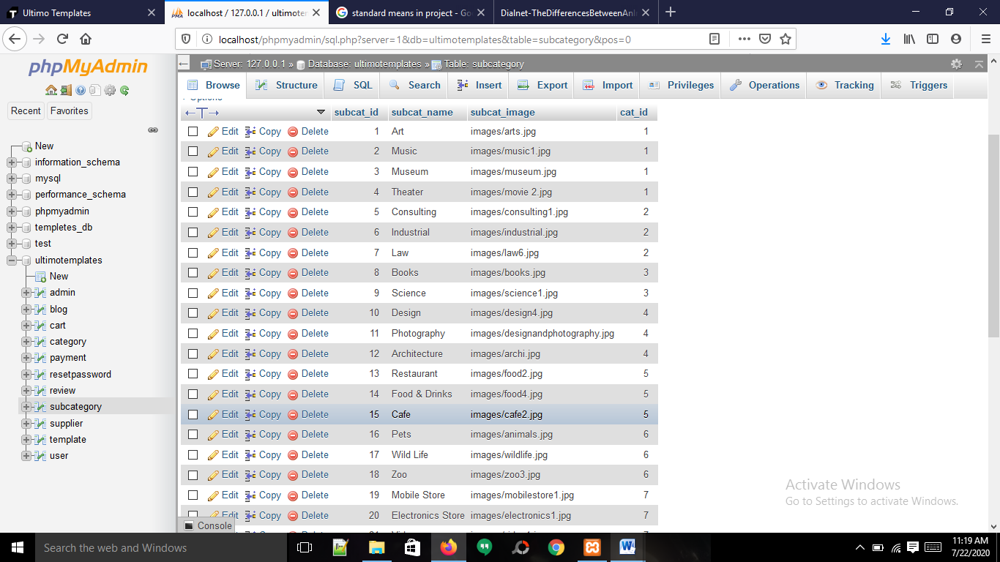 Ultimo Templates
localhost / 127.0.0.1 / ultimoter
standard means in project - Go
Dialnet-TheDifferencesBetweenAn
localhost/phpmyadmin/sql.php?server=1&db=ultimotemplates&table=subcategory&pos=0
phpMyAdmin
Recent Favorites
New
information_schema
mysql
performance_schema
phpmyadmin
templetes_db
test
ultimotemplates
New
admin
blog
cart
category
payment
resetpassword
review
subcategory
supplier
template
user
Server: 127.0.0.1 » Database: ultimotemplates » Table: subcategory
Browse Structure SQL Search Insert Export Import Privileges Operations Tracking Triggers
+ Options
subcat_id subcat_name subcat_image cat_id
Edit Copy Delete 1 Art images/arts.jpg 1
Edit Copy Delete 2 Music images/music1.jpg 1
Edit Copy Delete 3 Museum images/museum.jpg 1
Edit Copy Delete 4 Theater images/movie 2.jpg 1
Edit Copy Delete 5 Consulting images/consulting1.jpg 2
Edit Copy Delete 6 Industrial images/industrial.jpg 2
Edit Copy Delete 7 Law images/law6.jpg 2
Edit Copy Delete 8 Books images/books.jpg 3
Edit Copy Delete 9 Science images/science1.jpg 3
Edit Copy Delete 10 Design images/design4.jpg 4
Edit Copy Delete 11 Photography images/designandphotography.jpg 4
Edit Copy Delete 12 Architecture images/archi.jpg 4
Edit Copy Delete 13 Restaurant images/food2.jpg 5
Edit Copy Delete 14 Food & Drinks images/food4.jpg 5
Edit Copy Delete 15 Cafe images/cafe2.jpg 5
Edit Copy Delete 16 Pets images/animals.jpg 6
Edit Copy Delete 17 Wild Life images/wildlife.jpg 6
Edit Copy Delete 18 Zoo images/zoo3.jpg 6
Edit Copy Delete 19 Mobile Store images/mobilestore1.jpg 7
Edit Copy Delete 20 Electronics Store images/electronics1.jpg 7
Console
Activate Windows
Go to Settings to activate Windows.
Search the web and Windows
11:19 AM
7/22/2020